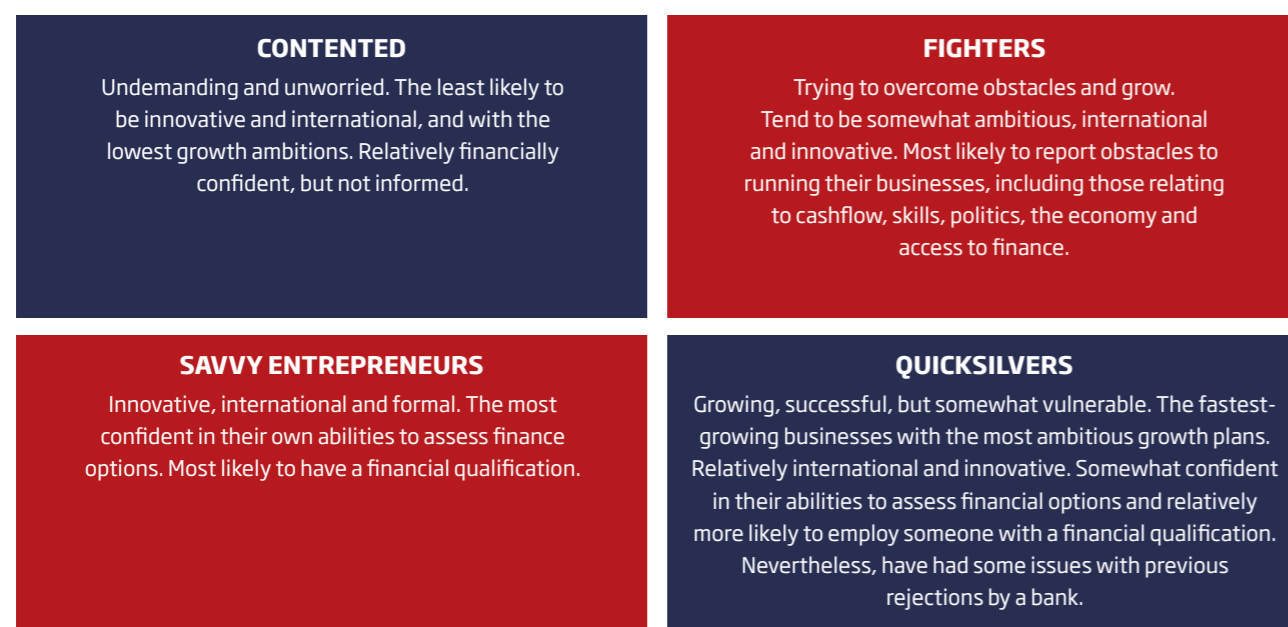 CONTENTED
Undemanding and unworried. The least likely to
be innovative and international, and with the
lowest growth ambitions. Relatively financially
confident, but not informed.
FIGHTERS
Trying to overcome obstacles and grow.
Tend to be somewhat ambitious, international
and innovative. Most likely to report obstacles to
running their businesses, including those relating
to cashflow, skills, politics, the economy and
access to finance.
SAVVY ENTREPRENEURS
Innovative, international and formal. The most
confident in their own abilities to assess finance
options. Most likely to have a financial qualification.
QUICKSILVERS
Growing, successful, but somewhat vulnerable. The fastest-
growing businesses with the most ambitious growth plans.
Relatively international and innovative. Somewhat confident
in their abilities to assess financial options and relatively
more likely to employ someone with a financial qualification.
Nevertheless, have had some issues with previous
rejections by a bank.